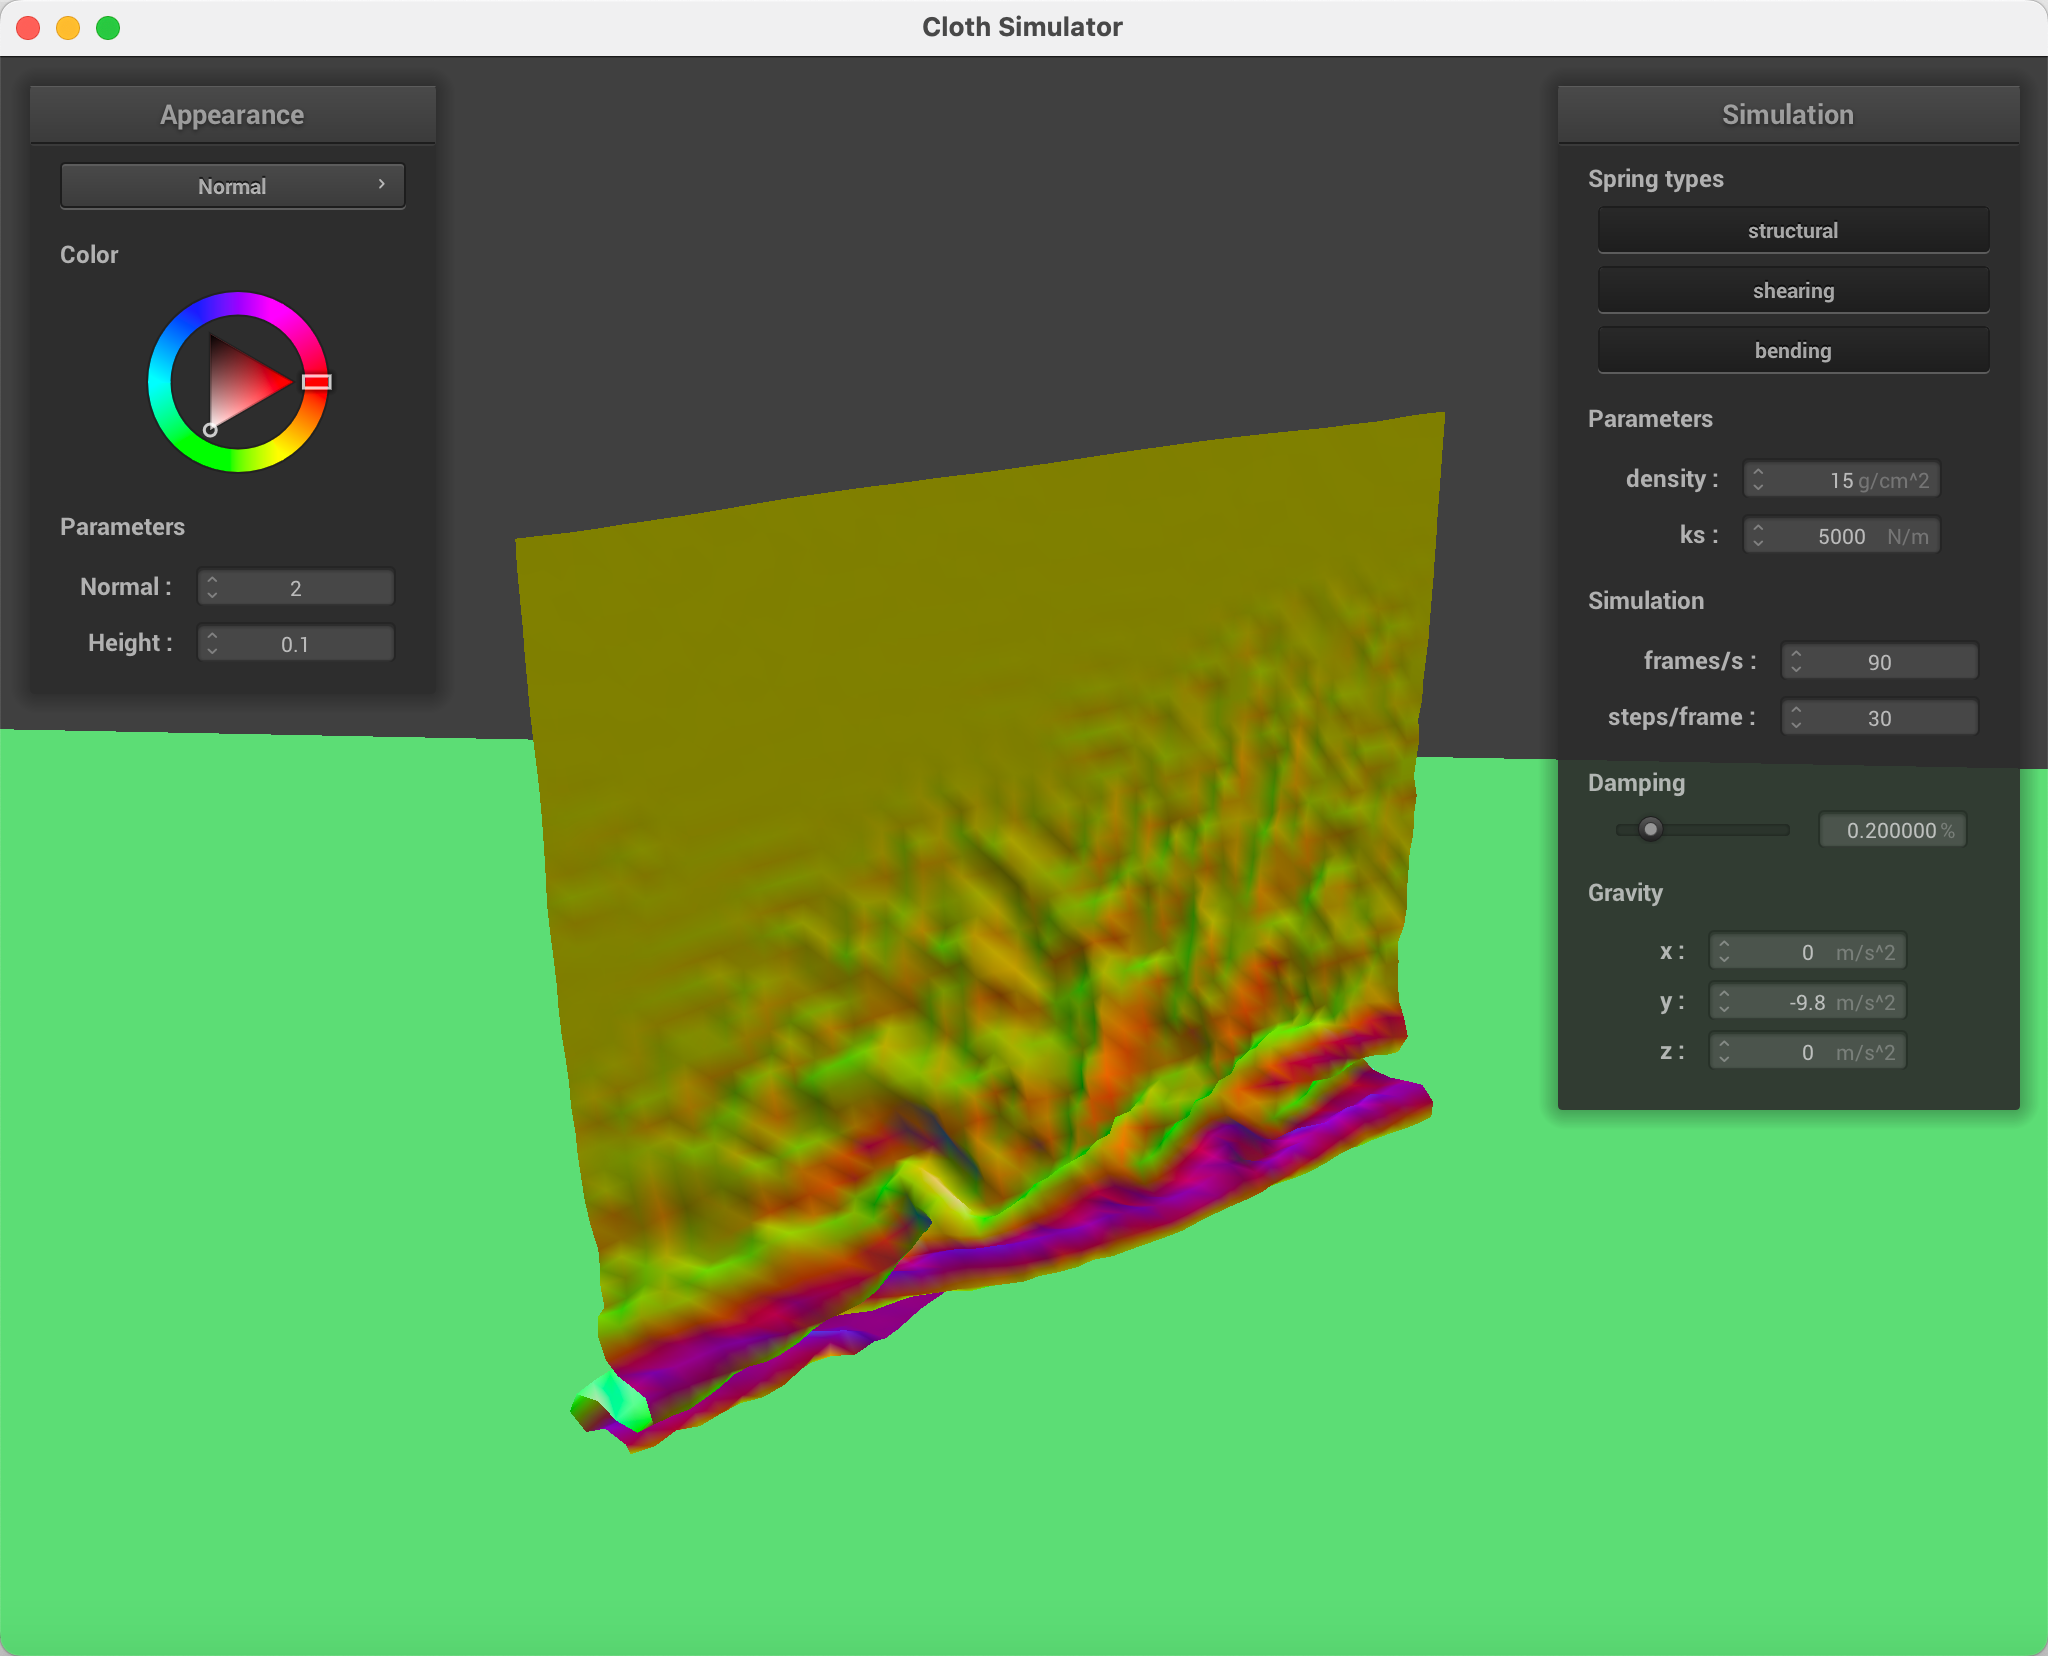 Cloth Simulator
Appearance
Normal
Color
Parameters
Normal : 2
Height : 0.1
Simulation
Spring types
structural
shearing
bending
Parameters
density : 15 g/cm^2
ks : 5000 N/m
Simulation
frames/s : 90
steps/frame : 30
Damping
0.200000 %
Gravity
x : 0 m/s^2
y : -9.8 m/s^2
z : 0 m/s^2